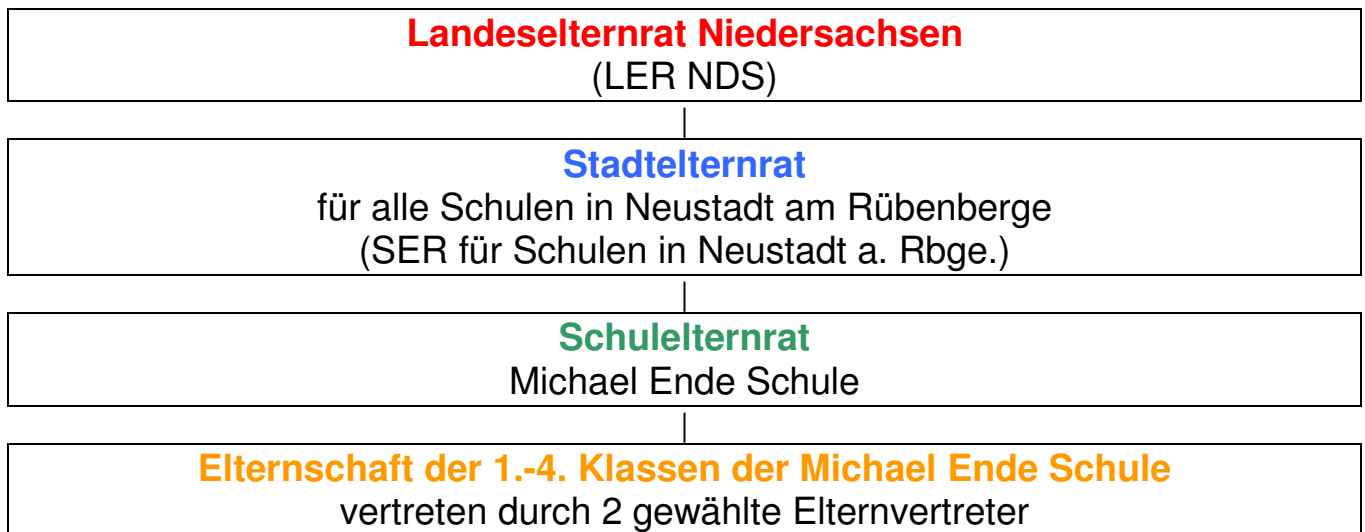 Landeselternrat Niedersachsen
(LER NDS)
Stadtelternrat
für alle Schulen in Neustadt am Rübenberge
(SER für Schulen in Neustadt a. Rbge.)
Schulelternrat
Michael Ende Schule
Elternschaft der 1.-4. Klassen der Michael Ende Schule
vertreten durch 2 gewählte Elternvertreter